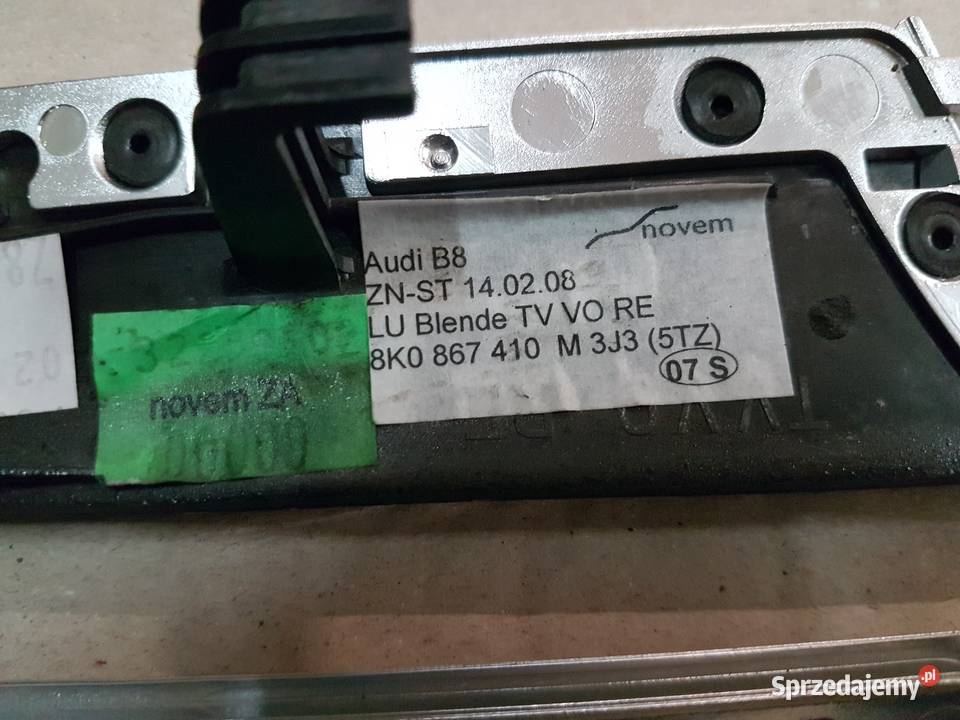 novem
Audi B8
ZN-ST 14.02.08
LU Blende TV VO RE
8K0 867 410 M 3J3 (5TZ)
07 S
novem ZA
Sprzedajemy.pl